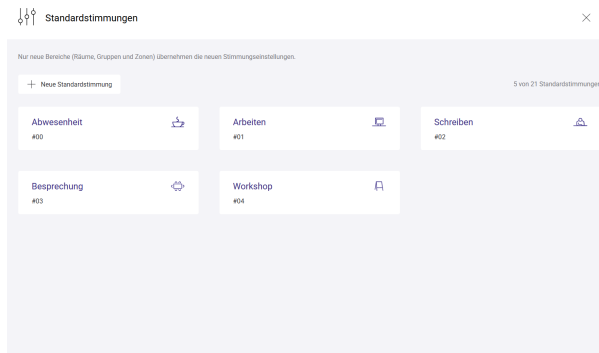 Standardstimmungen
Nur neue Bereiche (Räume, Gruppen und Zonen) übernehmen die neuen Stimmungseinstellungen.
Neue Standardstimmung
5 von 21 Standardstimmungen
Abwesenheit
#00
Arbeiten
#01
Schreiben
#02
Besprechung
#03
Workshop
#04